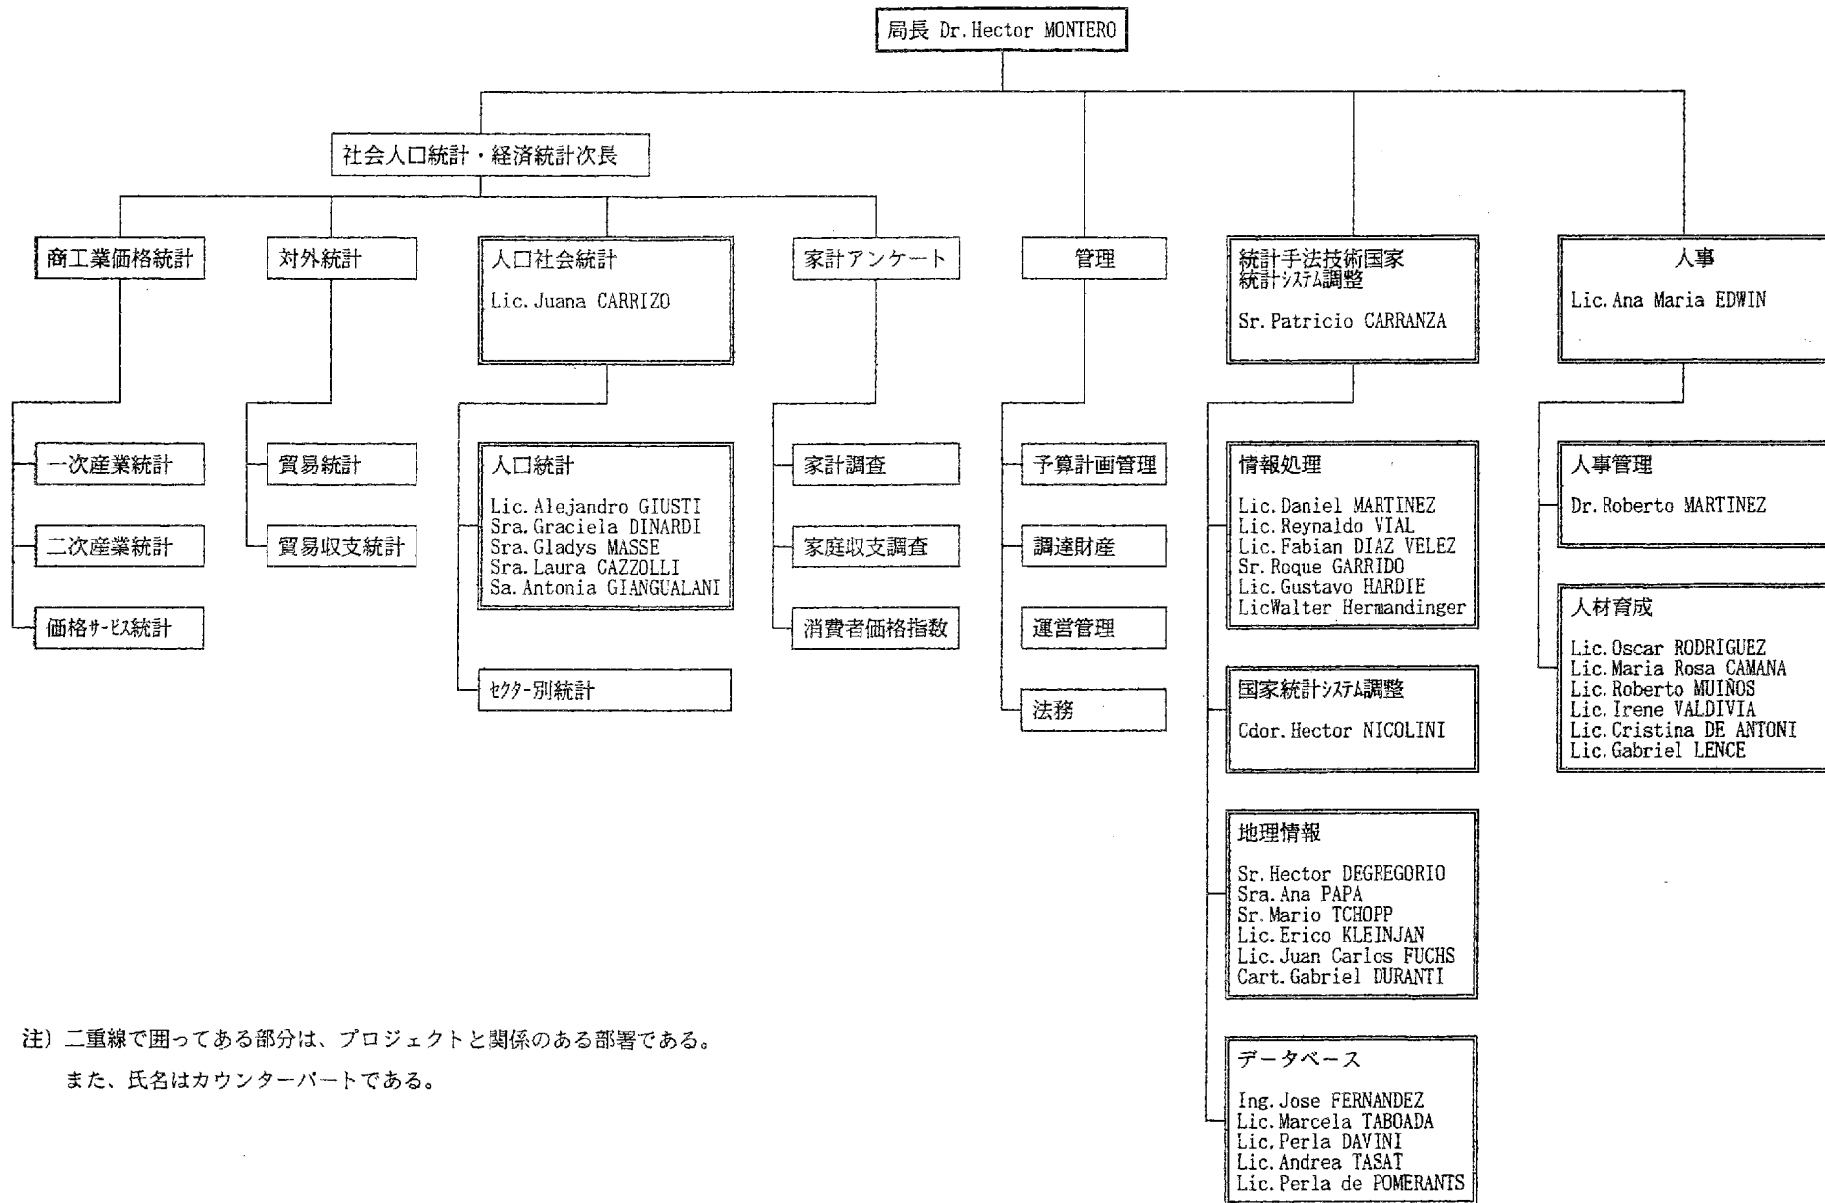 局長 Dr.Hector MONTERO
社会人口統計・経済統計次長
商工業価格統計
対外統計
人口社会統計
Lic.Juana CARRIZO
家計アンケート
管理
統計手法技術国家
統計システム調整
Sr.Patricio CARRANZA
人事
Lic.Ana Maria EDWIN
一次産業統計
二次産業統計
価格サービス統計
貿易統計
貿易収支統計
人口統計
Lic.Alejandro GIUSTI
Sra.Graciela DINARDI
Sra.Gladys MASSE
Sra.Laura CAZZOLLI
Sa.Antonia GIANGUALANI
セクター別統計
家計調査
家庭収支調査
消費者価格指数
予算計画管理
調達財産
運営管理
法務
情報処理
Lic.Daniel MARTINEZ
Lic.Reynaldo VIAL
Lic.Fabian DIAZ VELEZ
Sr.Roque GARRIDO
Lic.Gustavo HARDIE
LicWalter Hermandinger
国家統計システム調整
Cdor.Hector NICOLINI
地理情報
Sr.Hector DEGREGORIO
Sra.Ana PAPA
Sr.Mario TCHOPP
Lic.Erico KLEINJAN
Lic.Juan Carlos FUCHS
Cart.Gabriel DURANTI
データベース
Ing.Jose FERNANDEZ
Lic.Marcela TABOADA
Lic.Perla DAVINI
Lic.Andrea TASAT
Lic.Perla de POMERANTS
人事管理
Dr.Roberto MARTINEZ
人材育成
Lic.Oscar RODRIGUEZ
Lic.Maria Rosa CAMANA
Lic.Roberto MUIÑOS
Lic.Irene VALDIVIA
Lic.Cristina DE ANTONI
Lic.Gabriel LENCE
注) 二重線で囲ってある部分は、プロジェクトと関係のある部署である。
また、氏名はカウンターパートである。